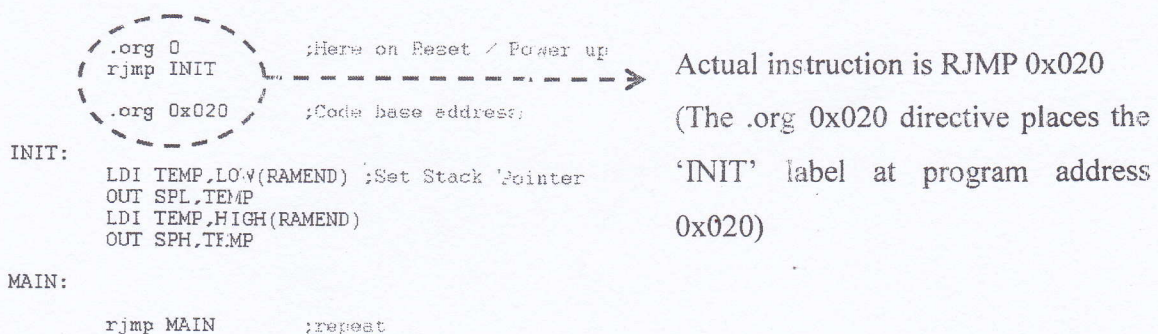 .org 0 ;Here on Reset / Power up
rjmp INIT
.org 0x020 ;Code base address;
INIT:
LDI TEMP,LOW(RAMEND) ;Set Stack Pointer
OUT SPL,TEMP
LDI TEMP,HIGH(RAMEND)
OUT SPH,TEMP
MAIN:
rjmp MAIN ;repeat
Actual instruction is RJMP 0x020
(The .org 0x020 directive places the
‘INIT’ label at program address
0x020)